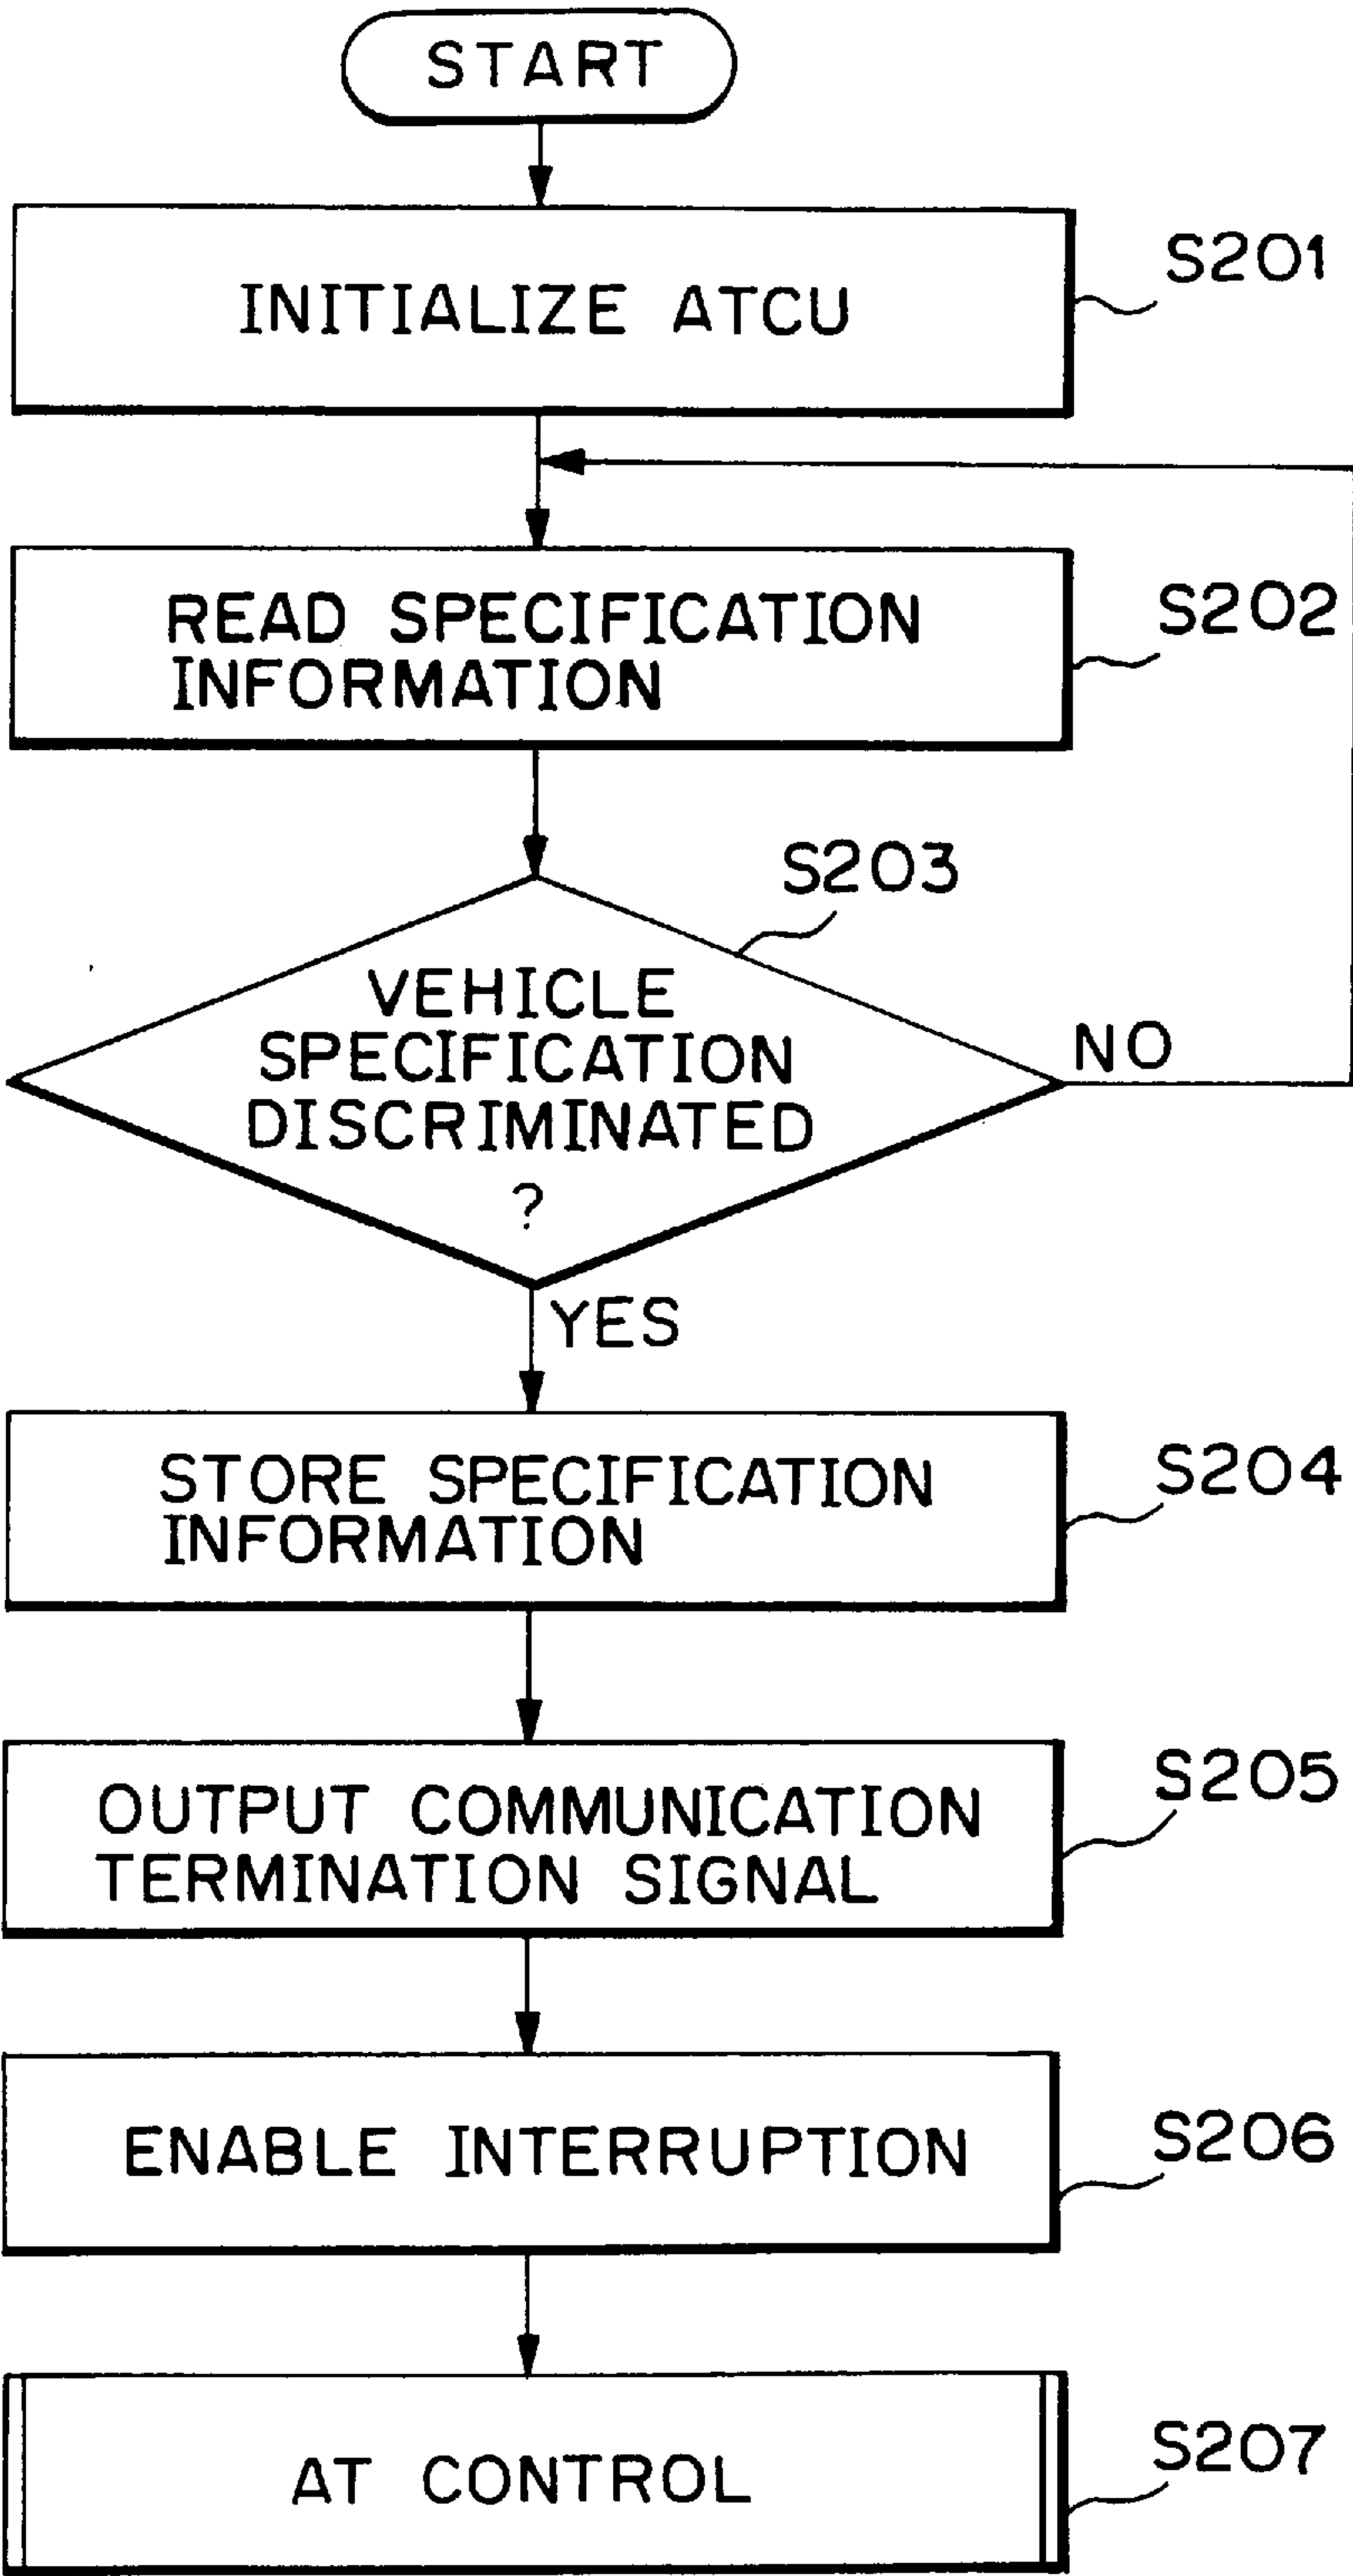 START
INITIALIZE ATCU
S201
READ SPECIFICATION
INFORMATION
S202
S203
VEHICLE
SPECIFICATION
DISCRIMINATED
?
NO
YES
STORE SPECIFICATION
INFORMATION
S204
OUTPUT COMMUNICATION
TERMINATION SIGNAL
S205
ENABLE INTERRUPTION
S206
AT CONTROL
S207